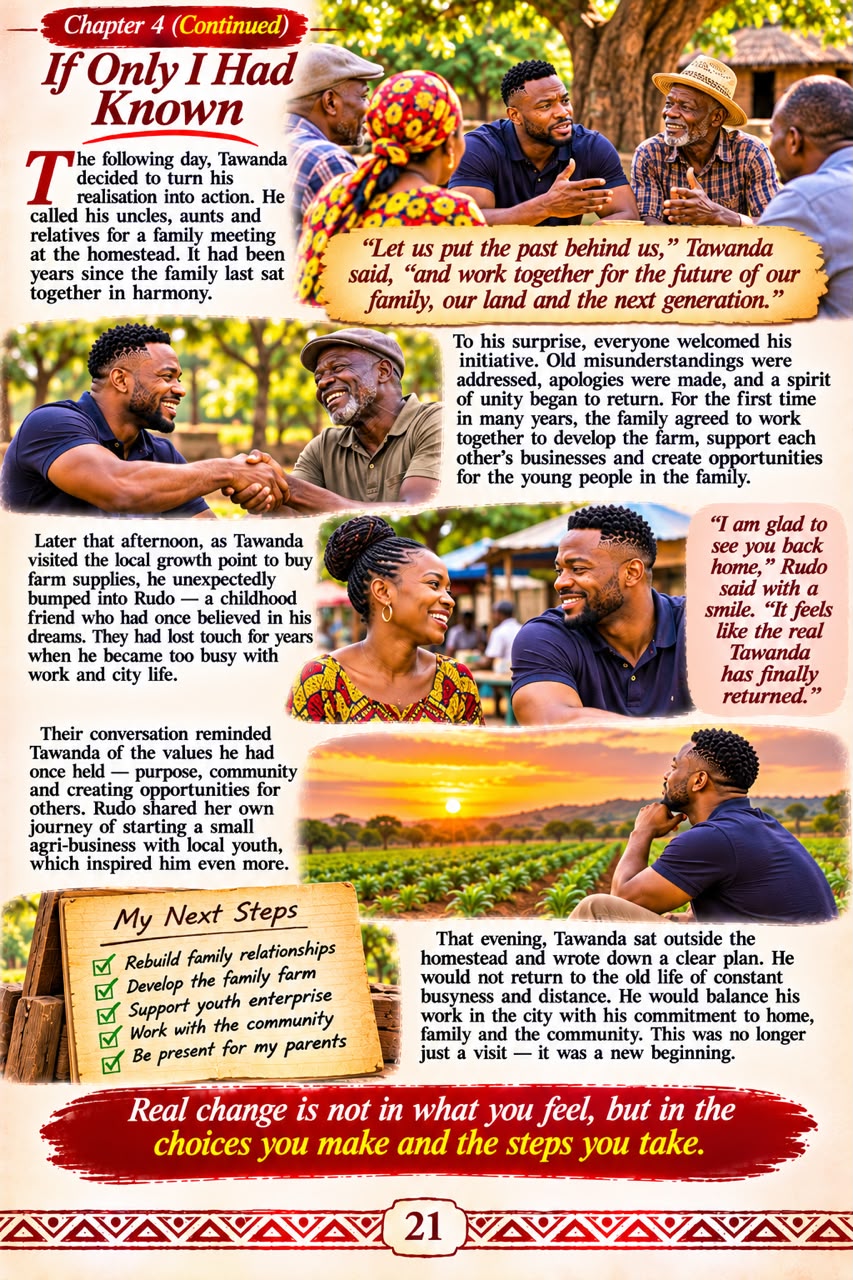 Chapter 4 (Continued)
If Only I Had
Known
The following day, Tawanda
decided to turn his
realisation into action. He
called his uncles, aunts and
relatives for a family meeting
at the homestead. It had been
years since the family last sat
together in harmony.
“Let us put the past behind us,” Tawanda
said, “and work together for the future of our
family, our land and the next generation.”
To his surprise, everyone welcomed his
initiative. Old misunderstandings were
addressed, apologies were made, and a spirit
of unity began to return. For the first time
in many years, the family agreed to work
together to develop the farm, support each
other’s businesses and create opportunities
for the young people in the family.
Later that afternoon, as Tawanda
visited the local growth point to buy
farm supplies, he unexpectedly
bumped into Rudo — a childhood
friend who had once believed in his
dreams. They had lost touch for years
when he became too busy with
work and city life.
“I am glad to
see you back
home,” Rudo
said with a
smile. “It feels
like the real
Tawanda
has finally
returned.”
Their conversation reminded
Tawanda of the values he had
once held — purpose, community
and creating opportunities for
others. Rudo shared her own
journey of starting a small
agri-business with local youth,
which inspired him even more.
My Next Steps
Rebuild family relationships
Develop the family farm
Support youth enterprise
Work with the community
Be present for my parents
That evening, Tawanda sat outside the
homestead and wrote down a clear plan. He
would not return to the old life of constant
busyness and distance. He would balance his
work in the city with his commitment to home,
family and the community. This was no longer
just a visit — it was a new beginning.
Real change is not in what you feel, but in the
choices you make and the steps you take.
21